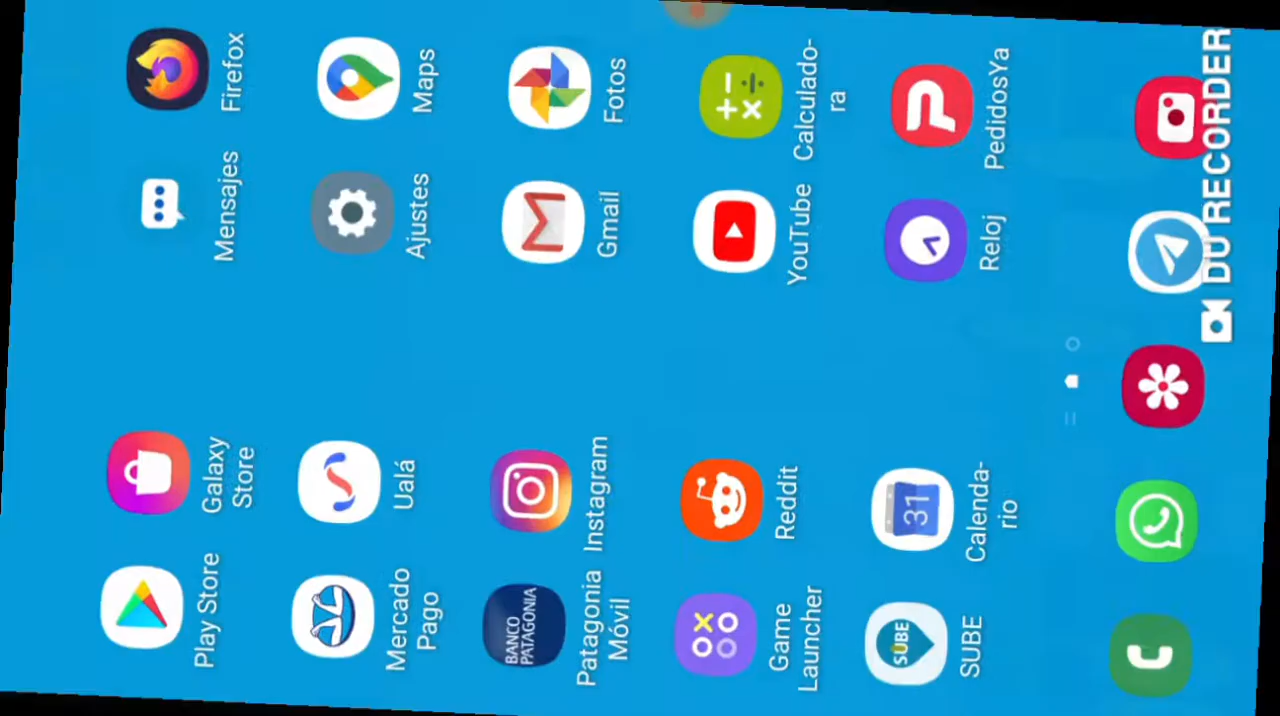 Play Store
Galaxy
Store
Mensajes
Firefox
Mercado
Pago
Ualá
Ajustes
Maps
BANCO
PATAGONIA
Patagonia
Móvil
Instagram
Gmail
Fotos
Game
Launcher
Reddit
YouTube
Calculado-
ra
SUBE
SUBE
31
Calenda-
rio
Reloj
PedidosYa
DU RECORDER